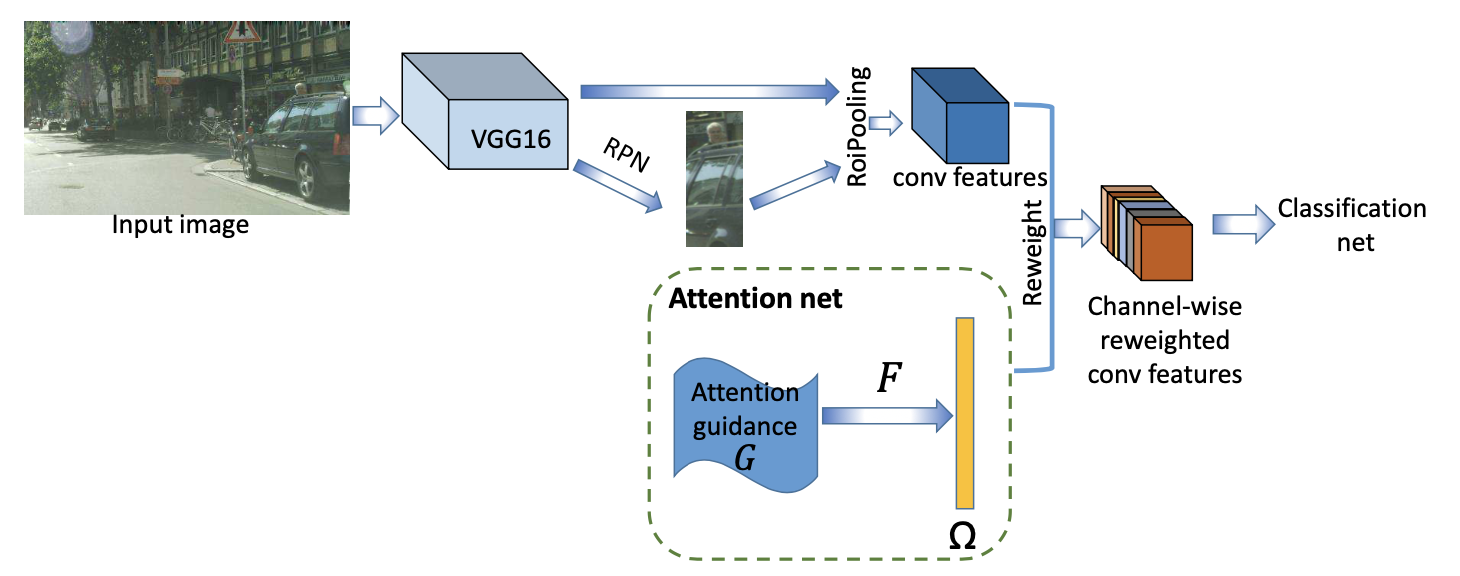 Input image
VGG16
RPN
RoiPooling
conv features
Reweight
Channel-wise
reweighted
conv features
Classification
net
Attention net
Attention
guidance
G
F
Ω